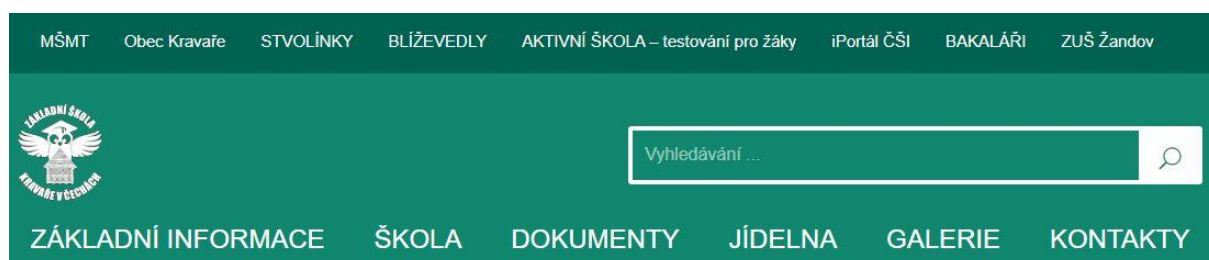 MŠMT Obec Kravaře STVOLÍNKY BLÍŽEVEDLY AKTIVNÍ ŠKOLA – testování pro žáky iPortál ČŠI BAKALÁŘI ZUŠ Žandov
ZÁKLADNÍ ŠKOLA
KRAVAŘE V ČECHÁCH
Vyhledávání ...
ZÁKLADNÍ INFORMACE ŠKOLA DOKUMENTY JÍDELNA GALERIE KONTAKTY